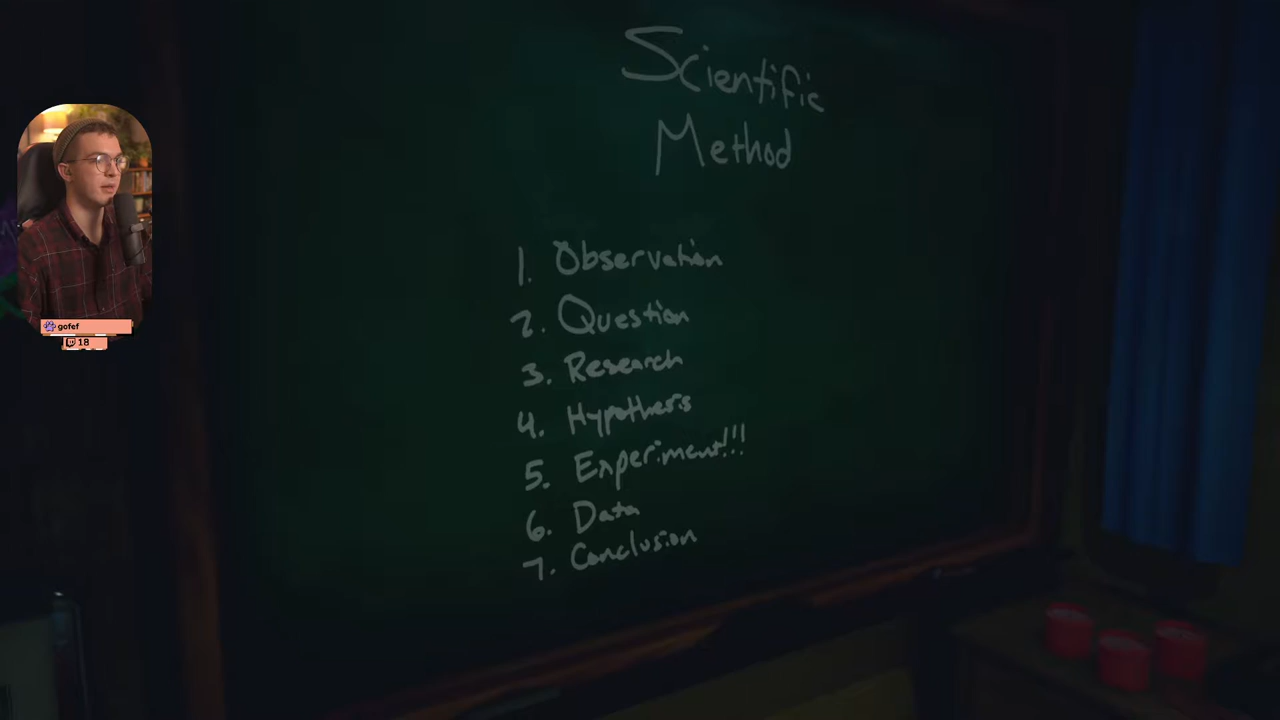 Scientific
Method
1. Observation
2. Question
3. Research
4. Hypothesis
5. Experiment!!!
6. Data
7. Conclusion
gofef
18